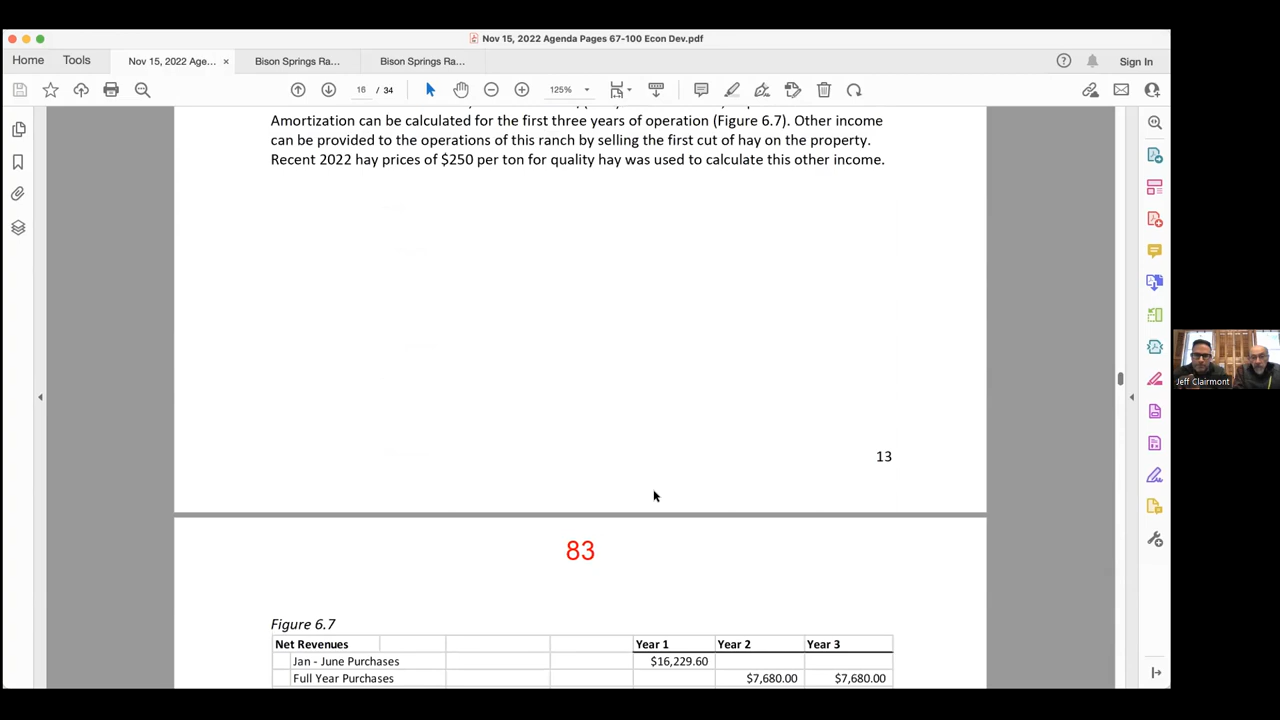 Nov 15, 2022 Agenda Pages 67-100 Econ Dev.pdf
Home Tools Nov 15, 2022 Age... × Bison Springs Ra... Bison Springs Ra... Sign In
16 / 34 125%
Amortization can be calculated for the first three years of operation (Figure 6.7). Other income
can be provided to the operations of this ranch by selling the first cut of hay on the property.
Recent 2022 hay prices of $250 per ton for quality hay was used to calculate this other income.
Jeff Clairmont
13
83
Figure 6.7
Net Revenues Year 1 Year 2 Year 3
Jan - June Purchases $16,229.60
Full Year Purchases $7,680.00 $7,680.00